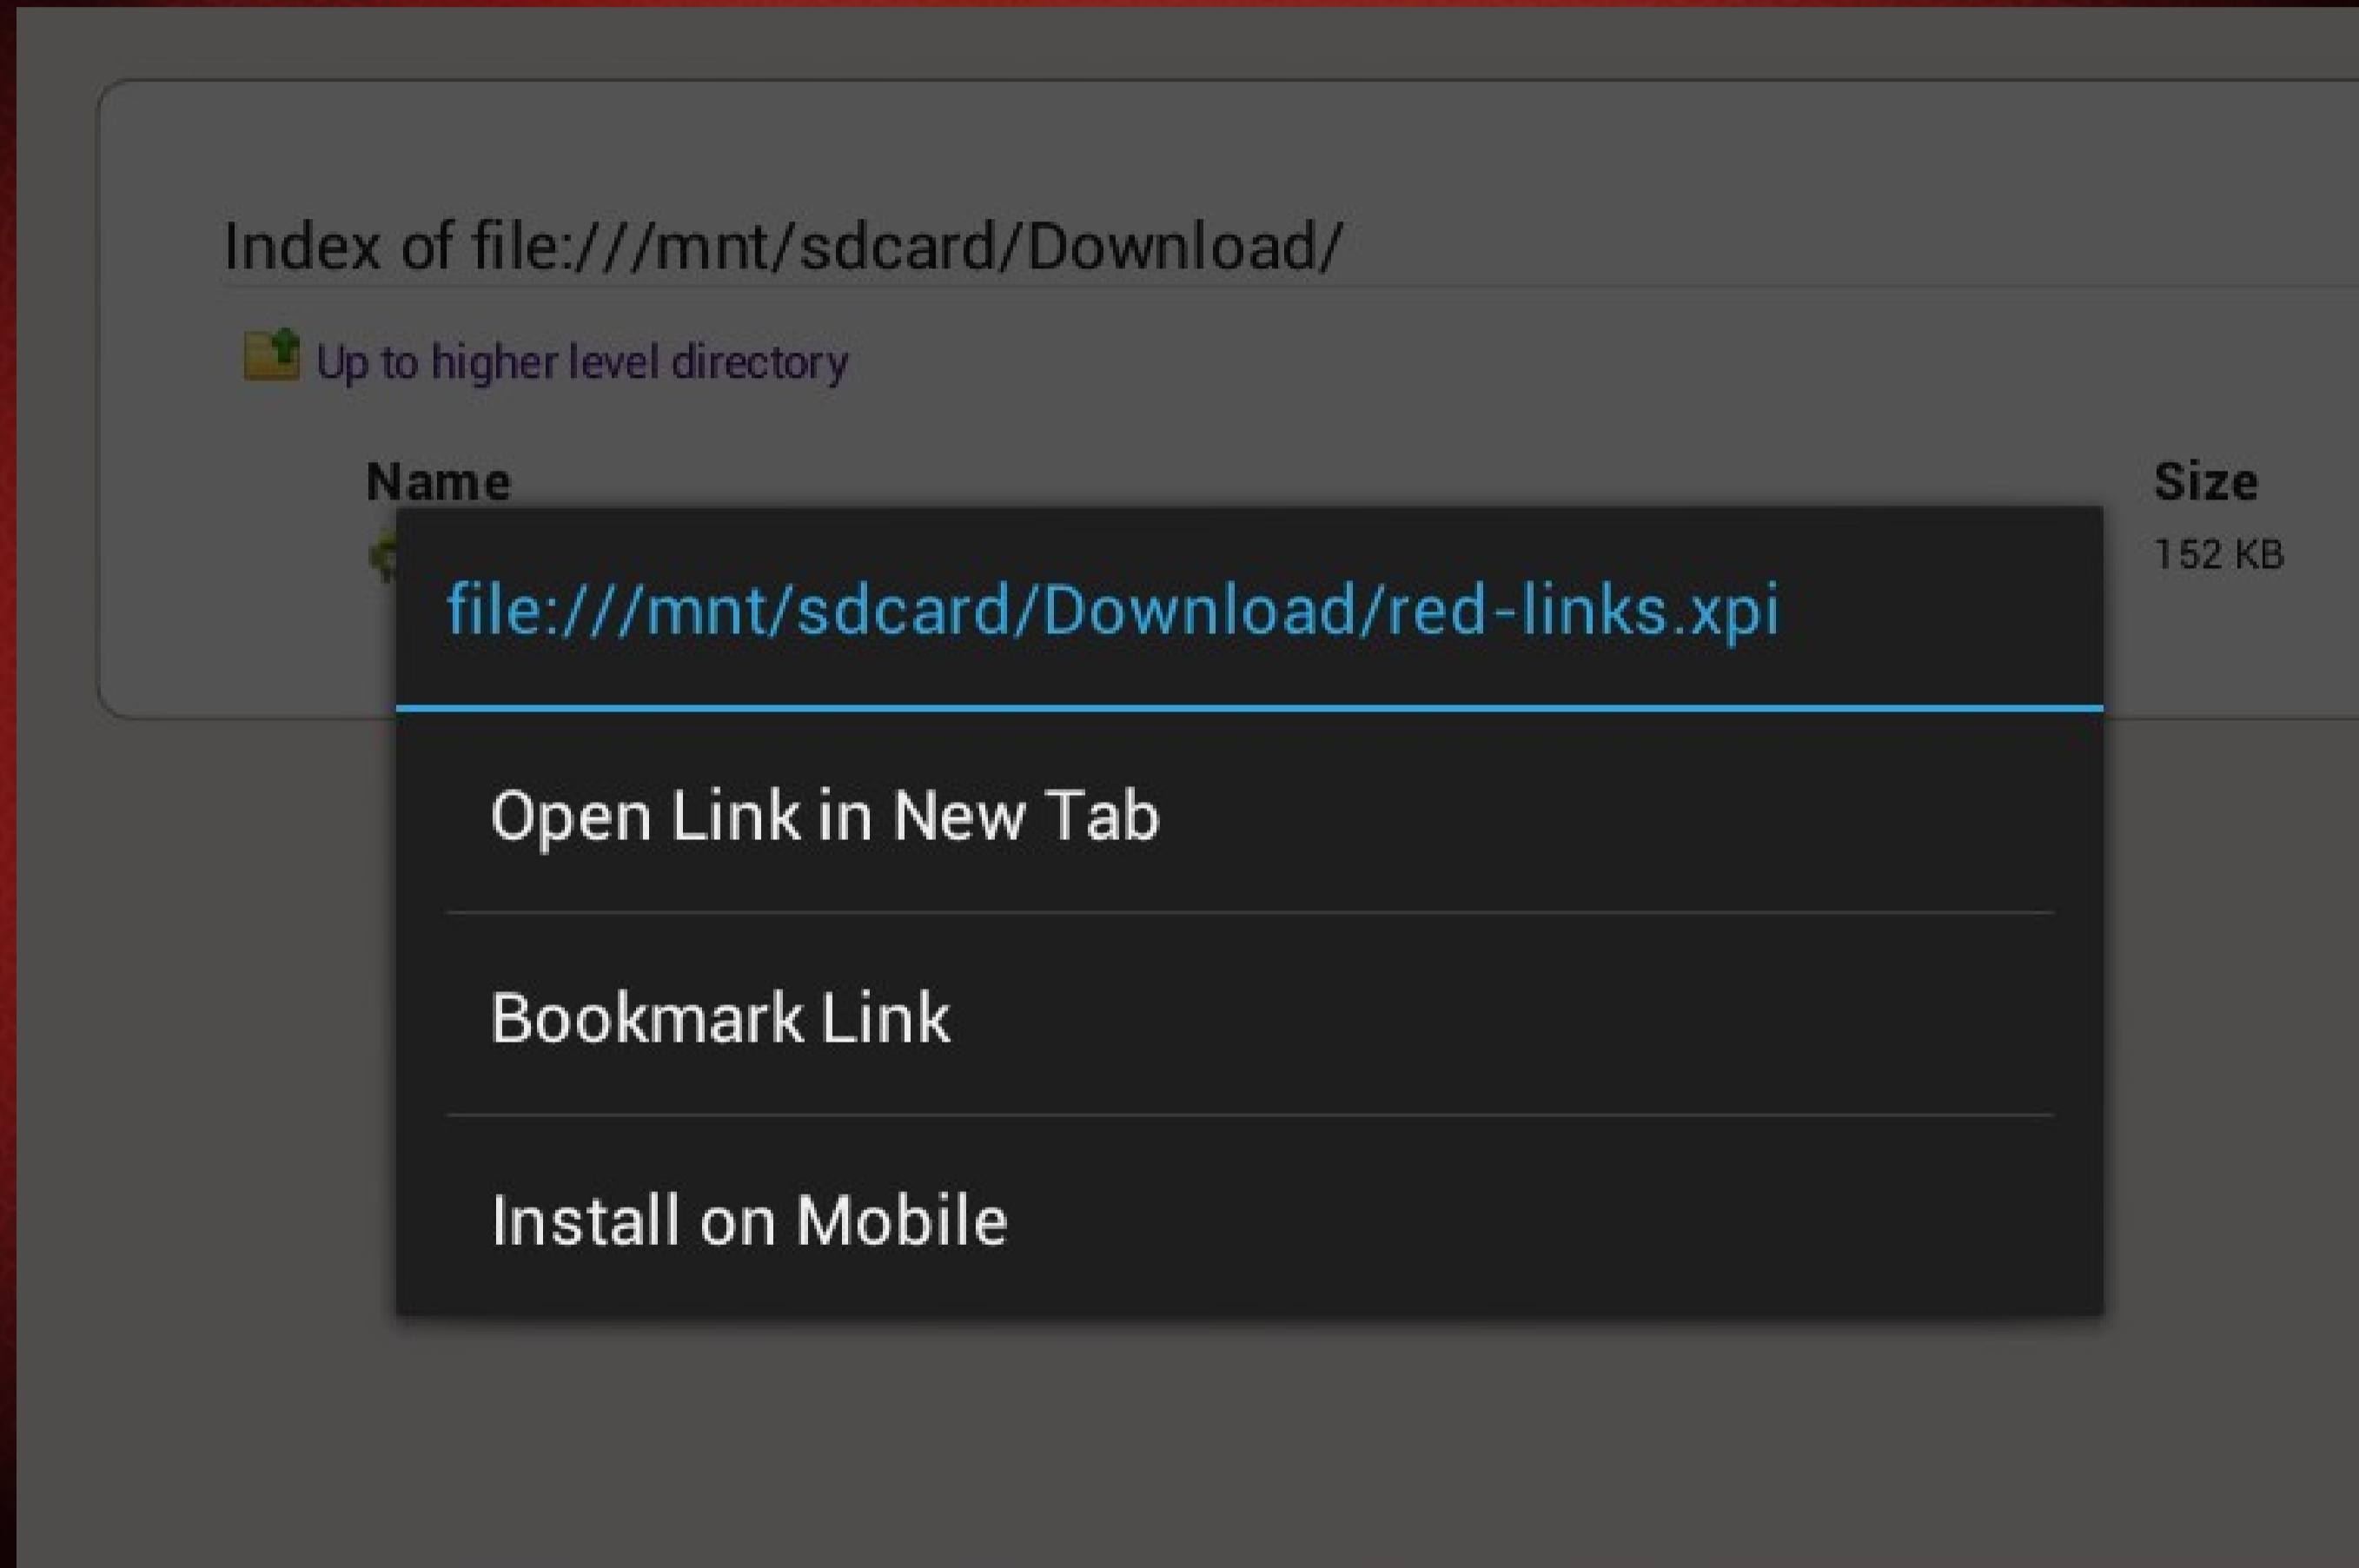 Index of file:///mnt/sdcard/Download/
Up to higher level directory
Name Size
152 KB
file:///mnt/sdcard/Download/red-links.xpi
Open Link in New Tab
Bookmark Link
Install on Mobile